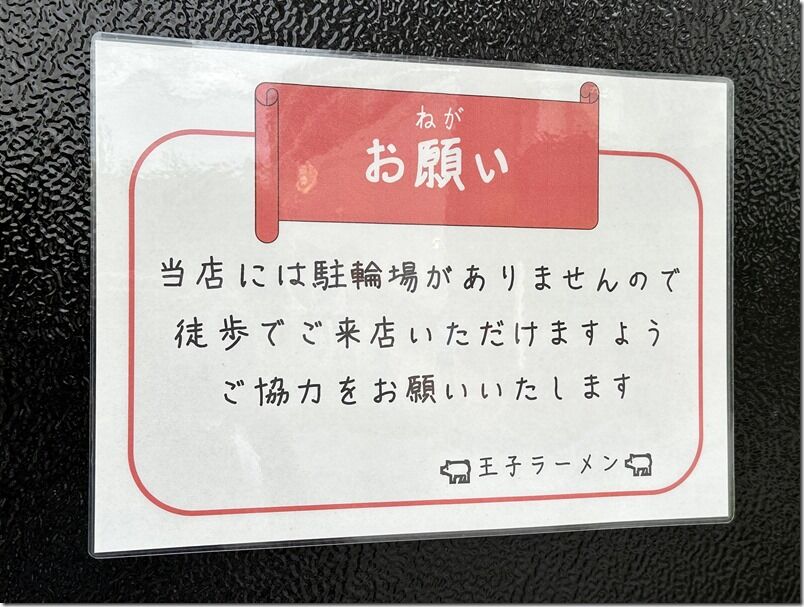 ねが
お願い
当店には駐輪場がありませんので
徒歩でご来店いただけますよう
ご協力をお願いいたします
王子ラーメン